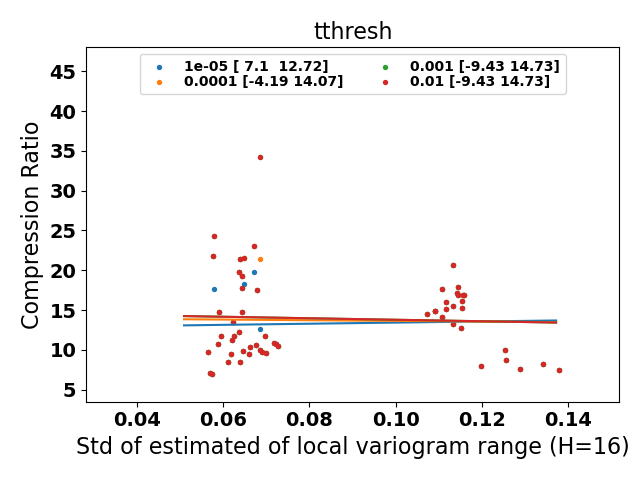 tthresh
1e-05 [ 7.1 12.72]
0.0001 [-4.19 14.07]
0.001 [-9.43 14.73]
0.01 [-9.43 14.73]
Compression Ratio
45
40
35
30
25
20
15
10
5
0.04 0.06 0.08 0.10 0.12 0.14
Std of estimated of local variogram range (H=16)